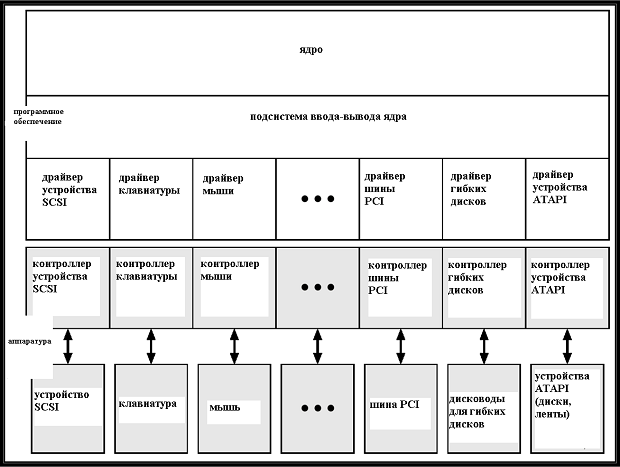 ядро
программное
обеспечение
подсистема ввода-вывода ядра
драйвер
устройства
SCSI
драйвер
клавиатуры
драйвер
мыши
• • •
драйвер
шины
PCI
драйвер
гибких
дисков
драйвер
устройства
ATAPI
контроллер
устройства
SCSI
контроллер
клавиатуры
контроллер
мыши
• • •
контроллер
шины
PCI
контроллер
гибких
дисков
контроллер
устройства
ATAPI
аппаратура
устройство
SCSI
клавиатура
мышь
• • •
шина PCI
дисководы
для гибких
дисков
устройства
ATAPI
(диски,
ленты)